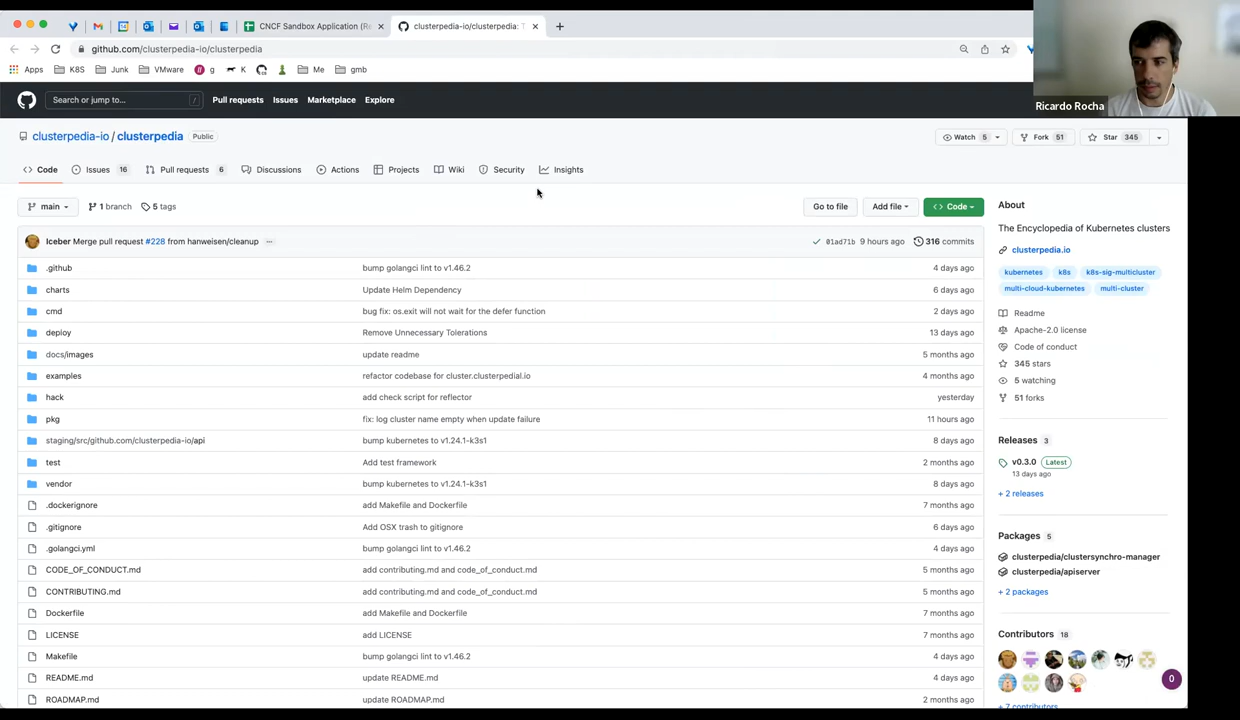 CNCF Sandbox Application (Re
clusterpedia-io/clusterpedia: T
github.com/clusterpedia-io/clusterpedia
Apps K8S Junk VMware g K Me gmb
Ricardo Rocha
Search or jump to... /
Pull requests Issues Marketplace Explore
clusterpedia-io / clusterpedia Public
Watch 5 Fork 51 Star 345
Code Issues 16 Pull requests 6 Discussions Actions Projects Wiki Security Insights
main 1 branch 5 tags Go to file Add file Code
Iceber Merge pull request #228 from hanweisen/cleanup ... 01ad71b 9 hours ago 316 commits
.github bump golangci lint to v1.46.2 4 days ago
charts Update Helm Dependency 6 days ago
cmd bug fix: os.exit will not wait for the defer function 2 days ago
deploy Remove Unnecessary Tolerations 13 days ago
docs/images update readme 5 months ago
examples refactor codebase for cluster.clusterpedial.io 4 months ago
hack add check script for reflector yesterday
pkg fix: log cluster name empty when update failure 11 hours ago
staging/src/github.com/clusterpedia-io/api bump kubernetes to v1.24.1-k3s1 8 days ago
test Add test framework 2 months ago
vendor bump kubernetes to v1.24.1-k3s1 8 days ago
.dockerignore add Makefile and Dockerfile 7 months ago
.gitignore Add OSX trash to gitignore 6 days ago
.golangci.yml bump golangci lint to v1.46.2 4 days ago
CODE_OF_CONDUCT.md add contributing.md and code_of_conduct.md 5 months ago
CONTRIBUTING.md add contributing.md and code_of_conduct.md 5 months ago
Dockerfile add Makefile and Dockerfile 7 months ago
LICENSE add LICENSE 7 months ago
Makefile bump golangci lint to v1.46.2 4 days ago
README.md update README.md 4 days ago
ROADMAP.md update ROADMAP.md 2 months ago
About
The Encyclopedia of Kubernetes clusters
clusterpedia.io
kubernetes k8s k8s-sig-multicluster
multi-cloud-kubernetes multi-cluster
Readme
Apache-2.0 license
Code of conduct
345 stars
5 watching
51 forks
Releases 3
v0.3.0 Latest
13 days ago
+ 2 releases
Packages 5
clusterpedia/clustersynchro-manager
clusterpedia/apiserver
+ 2 packages
Contributors 18
0
+ 7 contributors